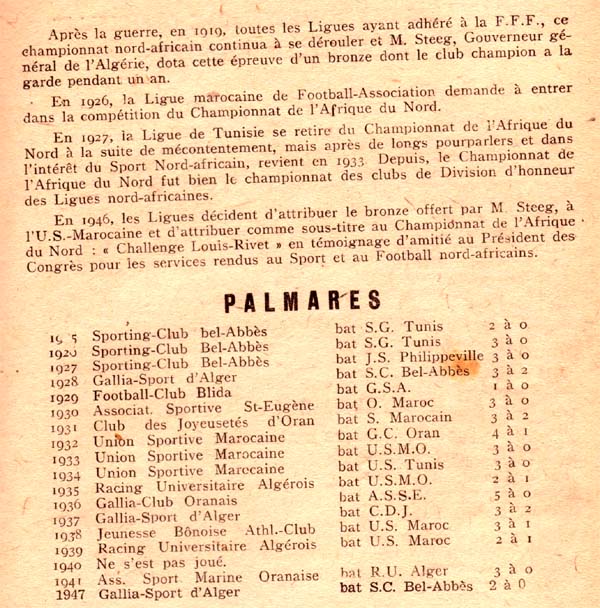 Après la guerre, en 1919, toutes les Ligues ayant adhéré à la F.F.F., ce
championnat nord-africain continua à se dérouler et M. Steeg, Gouverneur gé-
néral de l'Algérie, dota cette épreuve d'un bronze dont le club champion a la
garde pendant un an.
En 1926, la Ligue marocaine de Football-Association demande à entrer
dans la compétition du Championnat de l'Afrique du Nord.
En 1927, la Ligue de Tunisie se retire du Championnat de l'Afrique du
Nord à la suite de mécontentement, mais après de longs pourparlers et dans
l'intérêt du Sport Nord-africain, revient en 1933. Depuis, le Championnat de
l'Afrique du Nord fut bien le championnat des clubs de Division d'honneur
des Ligues nord-africaines.
En 1946, les Ligues décident d'attribuer le bronze offert par M. Steeg, à
l'U.S.-Marocaine et d'attribuer comme sous-titre au Championnat de l'Afrique
du Nord : « Challenge Louis-Rivet » en témoignage d'amitié au Président des
Congrès pour les services rendus au Sport et au Football nord-africains.
PALMARES
Sporting-Club bel-Abbès bat S.G. Tunis 2 à 0
1926 Sporting-Club Bel-Abbès bat S.G. Tunis 3 à 0
1927 Sporting-Club Bel-Abbès bat J.S. Philippeville 3 à 0
1928 Gallia-Sport d'Alger bat S.C. Bel-Abbès 3 à 2
1929 Football-Club Blida bat G.S.A. 1 à 0
1930 Associat. Sportive St-Eugène bat O. Maroc 3 à 0
1931 Club des Joyeusetés d'Oran bat S. Marocain 3 à 2
1932 Union Sportive Marocaine bat G.C. Oran 4 à 1
1933 Union Sportive Marocaine bat U.S.M.O. 3 à 0
1934 Union Sportive Marocaine bat U.S. Tunis 3 à 0
1935 Racing Universitaire Algérois bat U.S.M.O. 2 à 1
1936 Gallia-Club Oranais bat A.S.S.E. 5 à 0
1937 Gallia-Sport d'Alger bat C.D.J. 3 à 2
1938 Jeunesse Bônoise Athl.-Club bat U.S. Maroc 3 à 1
1939 Racing Universitaire Algérois bat U.S. Maroc 2 à 1
1940 Ne s'est pas joué.
1941 Ass. Sport Marine Oranaise bat R.U. Alger 3 à 0
1947 Gallia-Sport d'Alger bat S.C. Bel-Abbès 2 à 0